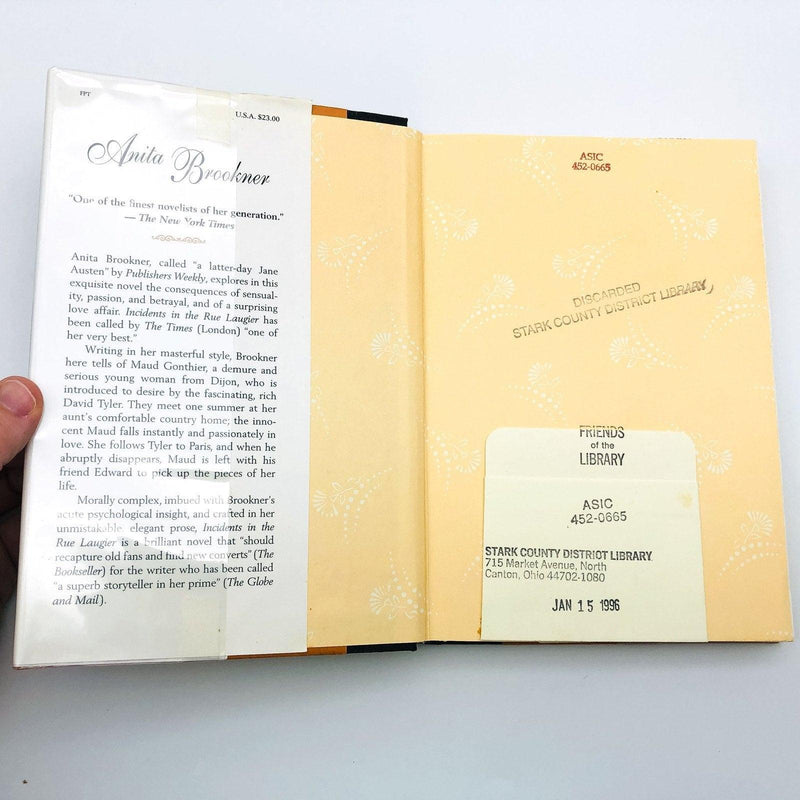 FPT
U.S.A. $23.00
Anita Brookner
"One of the finest novelists of her generation."
— The New York Times
Anita Brookner, called "a latter-day Jane
Austen" by Publishers Weekly, explores in this
exquisite novel the consequences of sensual-
ity, passion, and betrayal, and of a surprising
love affair. Incidents in the Rue Laugier has
been called by The Times (London) "one of
her very best."
Writing in her masterful style, Brookner
here tells of Maud Gonthier, a demure and
serious young woman from Dijon, who is
introduced to desire by the fascinating, rich
David Tyler. They meet one summer at her
aunt's comfortable country home; the inno-
cent Maud falls instantly and passionately in
love. She follows Tyler to Paris, and when he
abruptly disappears, Maud is left with his
friend Edward to pick up the pieces of her
life.
Morally complex, imbued with Brookner's
acute psychological insight, and crafted in her
unmistakable, elegant prose, Incidents in the
Rue Laugier is a brilliant novel that "should
recapture old fans and find new converts" (The
Bookseller) for the writer who has been called
"a superb storyteller in her prime" (The Globe
and Mail).
ASIC
452-0665
DISCARDED
STARK COUNTY DISTRICT LIBRARY
FRIENDS
of the
LIBRARY
ASIC
452-0665
STARK COUNTY DISTRICT LIBRARY
715 Market Avenue, North
Canton, Ohio 44702-1080
JAN 15 1996